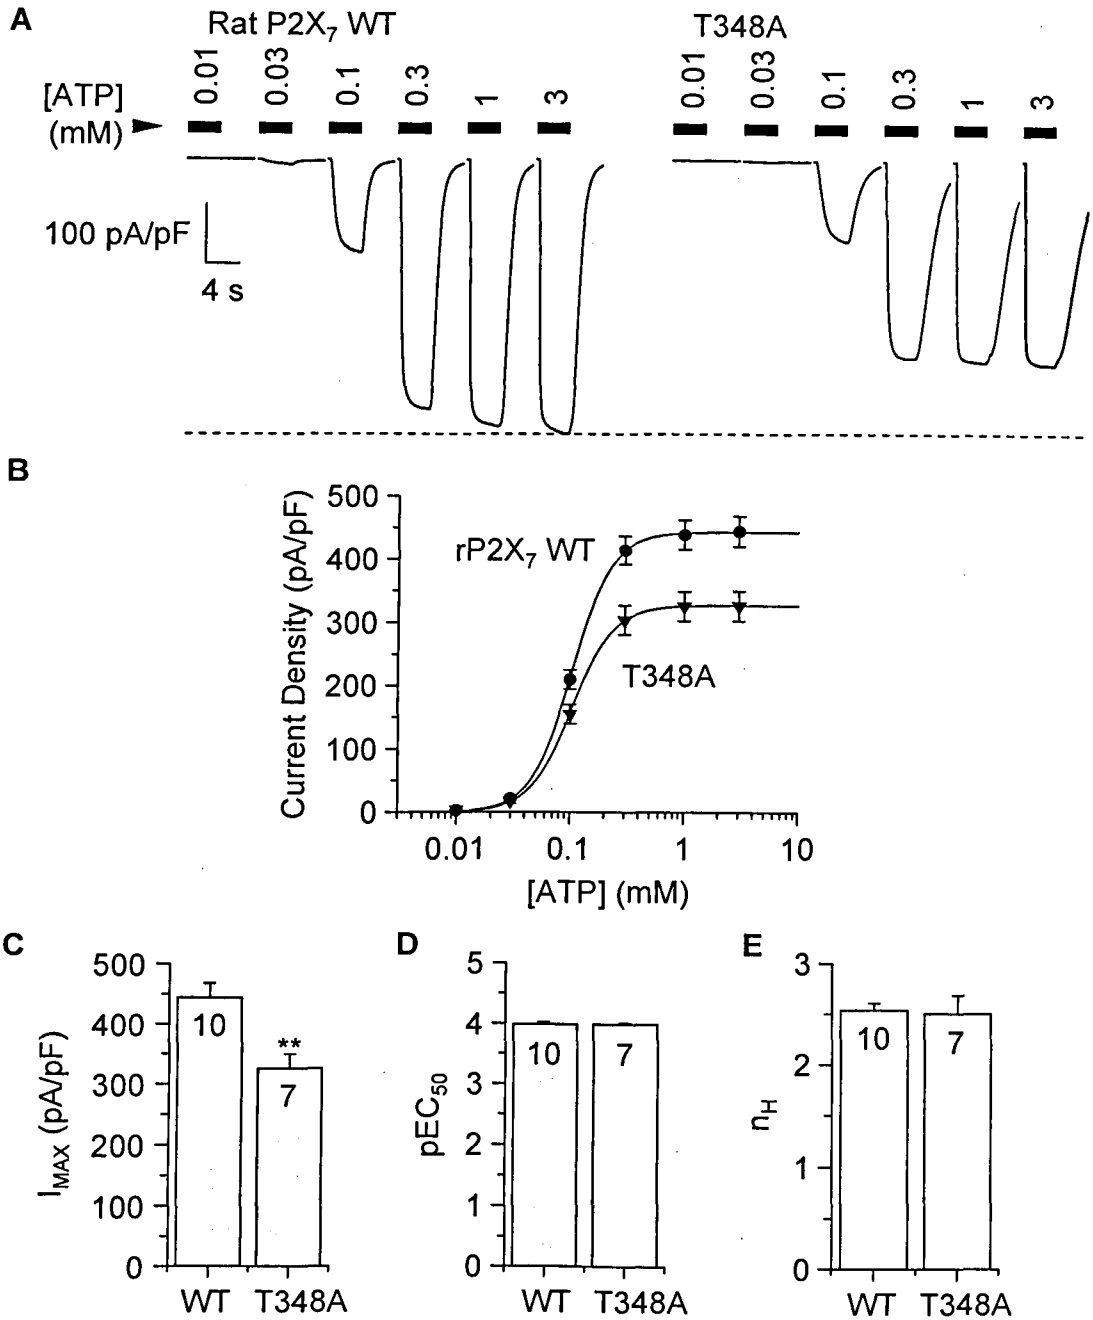 A
Rat P2X₇ WT
T348A
[ATP] (mM)
0.01 0.03 0.1 0.3 1 3
0.01 0.03 0.1 0.3 1 3
100 pA/pF
4 s
B
Current Density (pA/pF)
500
400
300
200
100
0
rP2X₇ WT
T348A
0.01 0.1 1 10
[ATP] (mM)
C
I_MAX (pA/pF)
500
400
300
200
100
0
10
**
7
WT T348A
D
pEC₅₀
5
4
3
2
1
0
10
7
WT T348A
E
n_H
3
2
1
0
10
7
WT T348A